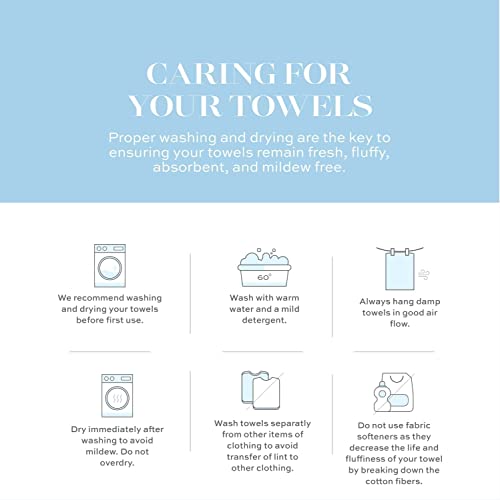 CARING FOR
YOUR TOWELS
Proper washing and drying are the key to
ensuring your towels remain fresh, fluffy,
absorbent, and mildew free.
60°
We recommend washing
and drying your towels
before first use.
Wash with warm
water and a mild
detergent.
Always hang damp
towels in good air
flow.
Dry immediately after
washing to avoid
mildew. Do not
overdry.
Wash towels separatly
from other items of
clothing to avoid
transfer of lint to
other clothing.
Do not use fabric
softeners as they
decrease the life and
fluffiness of your towel
by breaking down the
cotton fibers.